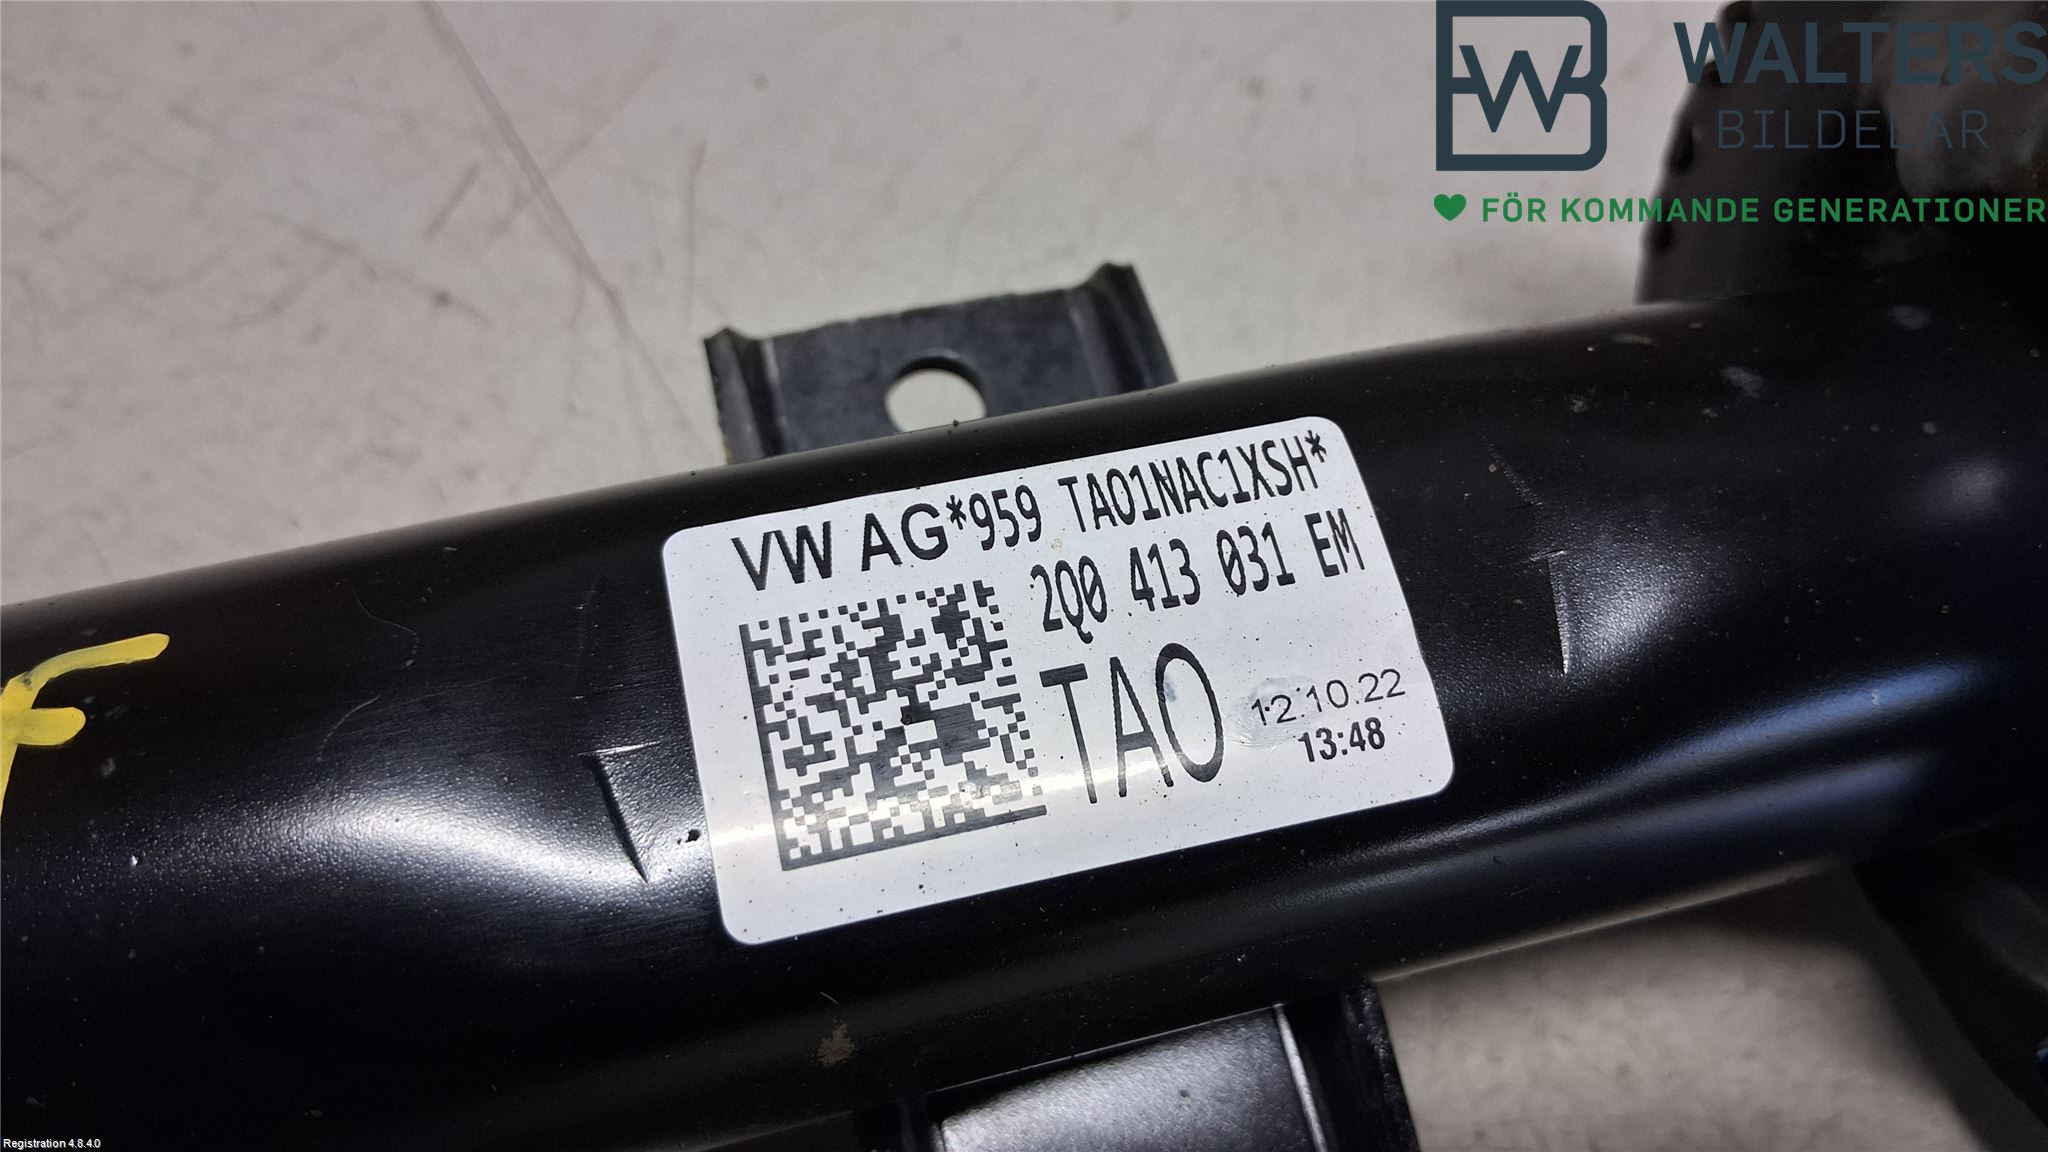 W
WALTERS
BILDELAR
FÖR KOMMANDE GENERATIONER
VW AG*959 TAO1NAC1XSH*
2Q0 413 031 EM
TAO
12.10.22
13:48
F
Registration 4.8.4.0